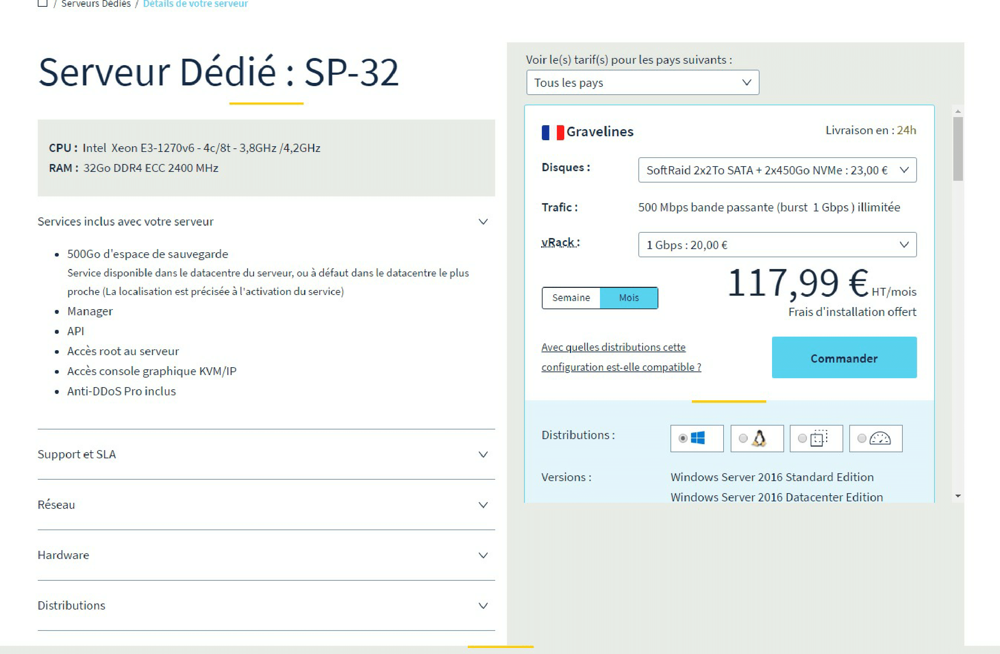 / Serveurs Dédiés / Détails de votre serveur
Serveur Dédié : SP-32
CPU : Intel Xeon E3-1270v6 - 4c/8t - 3,8GHz /4,2GHz
RAM : 32Go DDR4 ECC 2400 MHz
Services inclus avec votre serveur
• 500Go d'espace de sauvegarde
Service disponible dans le datacentre du serveur, ou à défaut dans le datacentre le plus
proche (La localisation est précisée à l'activation du service)
• Manager
• API
• Accès root au serveur
• Accès console graphique KVM/IP
• Anti-DDoS Pro inclus
Support et SLA
Réseau
Hardware
Distributions
Voir le(s) tarif(s) pour les pays suivants :
Tous les pays
Gravelines
Livraison en : 24h
Disques : SoftRaid 2x2To SATA + 2x450Go NVMe : 23,00 €
Trafic : 500 Mbps bande passante (burst 1 Gbps ) illimitée
vRack : 1 Gbps : 20,00 €
Semaine Mois
117,99 € HT/mois
Frais d'installation offert
Avec quelles distributions cette
configuration est-elle compatible ?
Commander
Distributions :
Versions : Windows Server 2016 Standard Edition
Windows Server 2016 Datacenter Edition